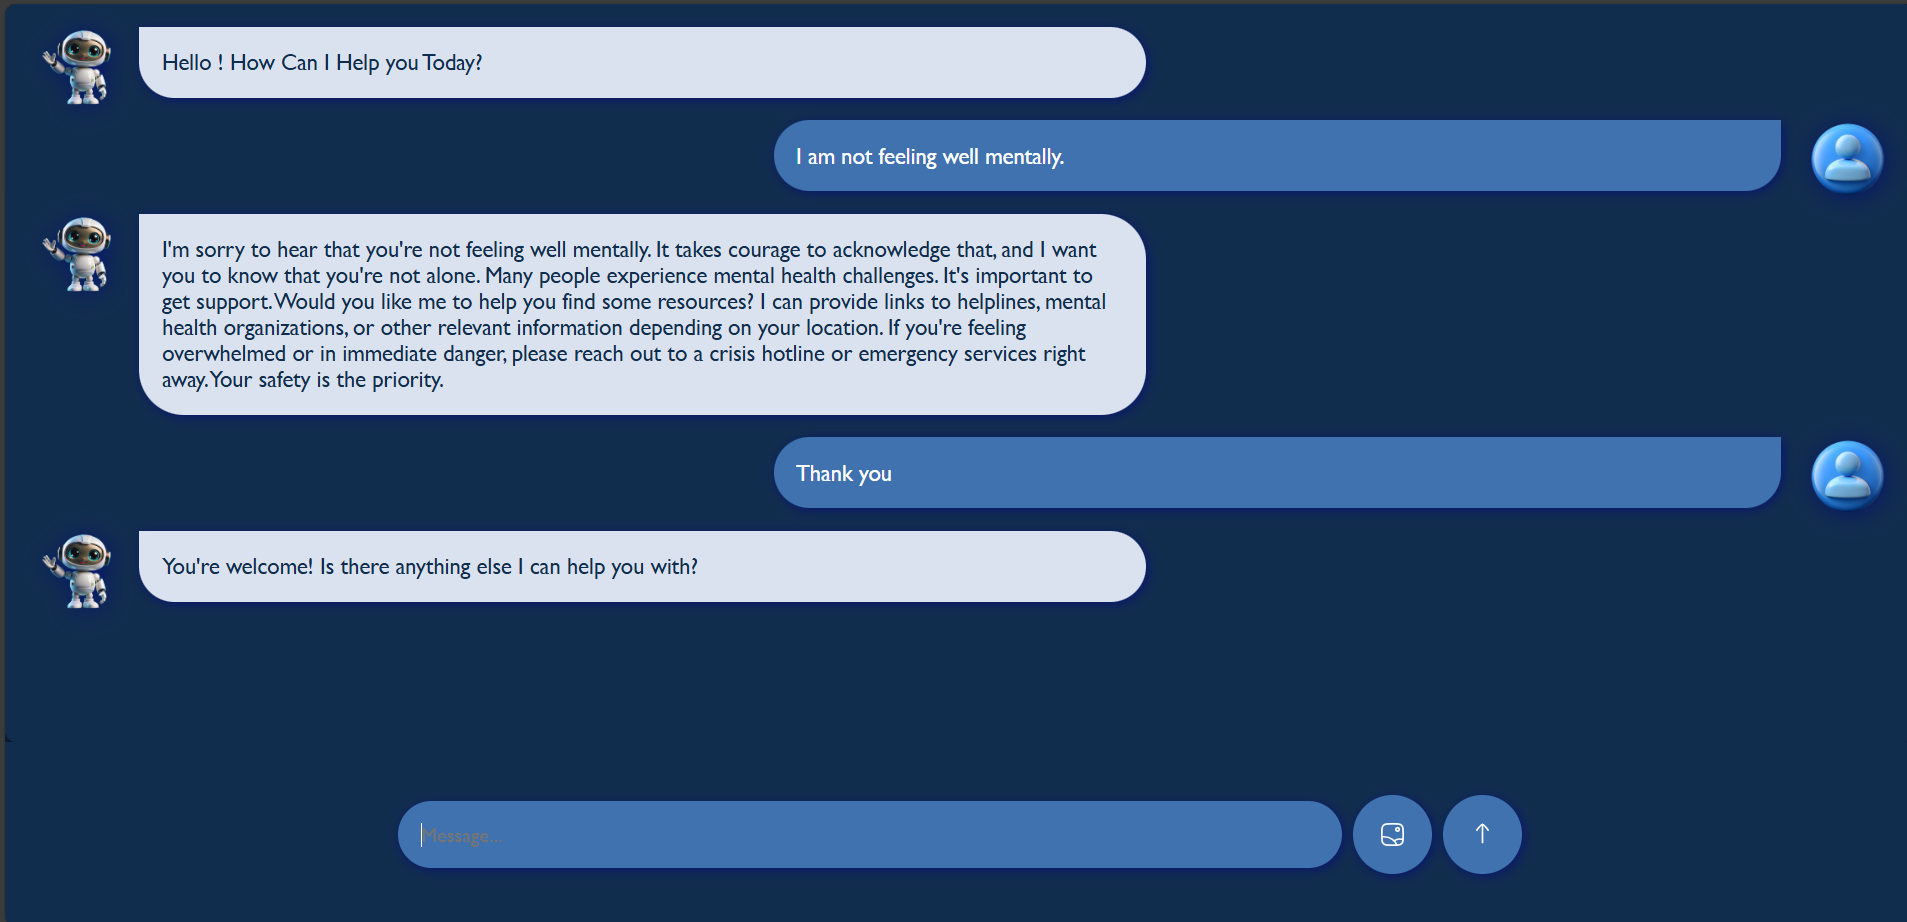 Hello ! How Can I Help you Today?
I am not feeling well mentally.
I'm sorry to hear that you're not feeling well mentally. It takes courage to acknowledge that, and I want
you to know that you're not alone. Many people experience mental health challenges. It's important to
get support. Would you like me to help you find some resources? I can provide links to helplines, mental
health organizations, or other relevant information depending on your location. If you're feeling
overwhelmed or in immediate danger, please reach out to a crisis hotline or emergency services right
away. Your safety is the priority.
Thank you
You're welcome! Is there anything else I can help you with?
Message...